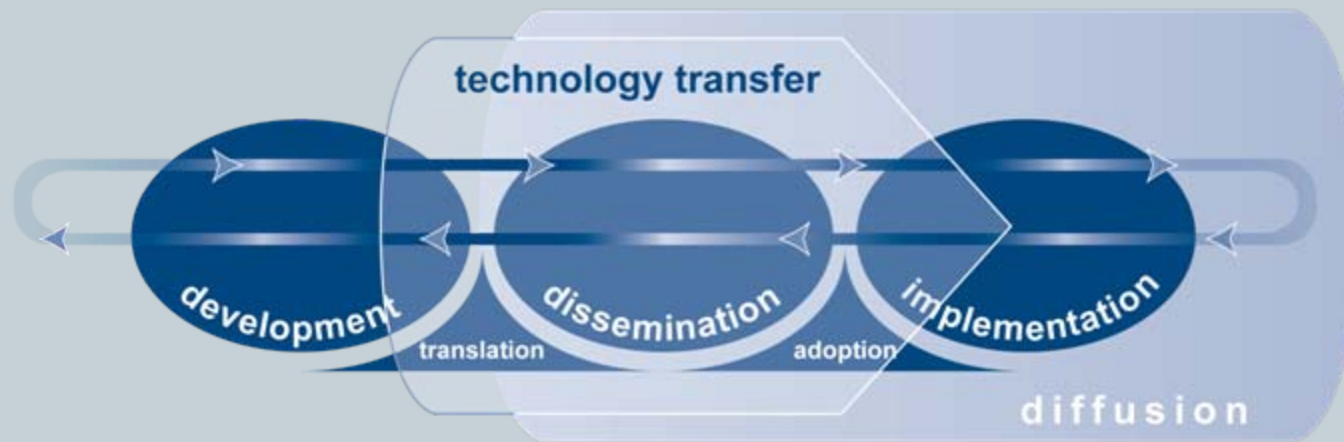 technology transfer
development
dissemination
implementation
translation
adoption
diffusion